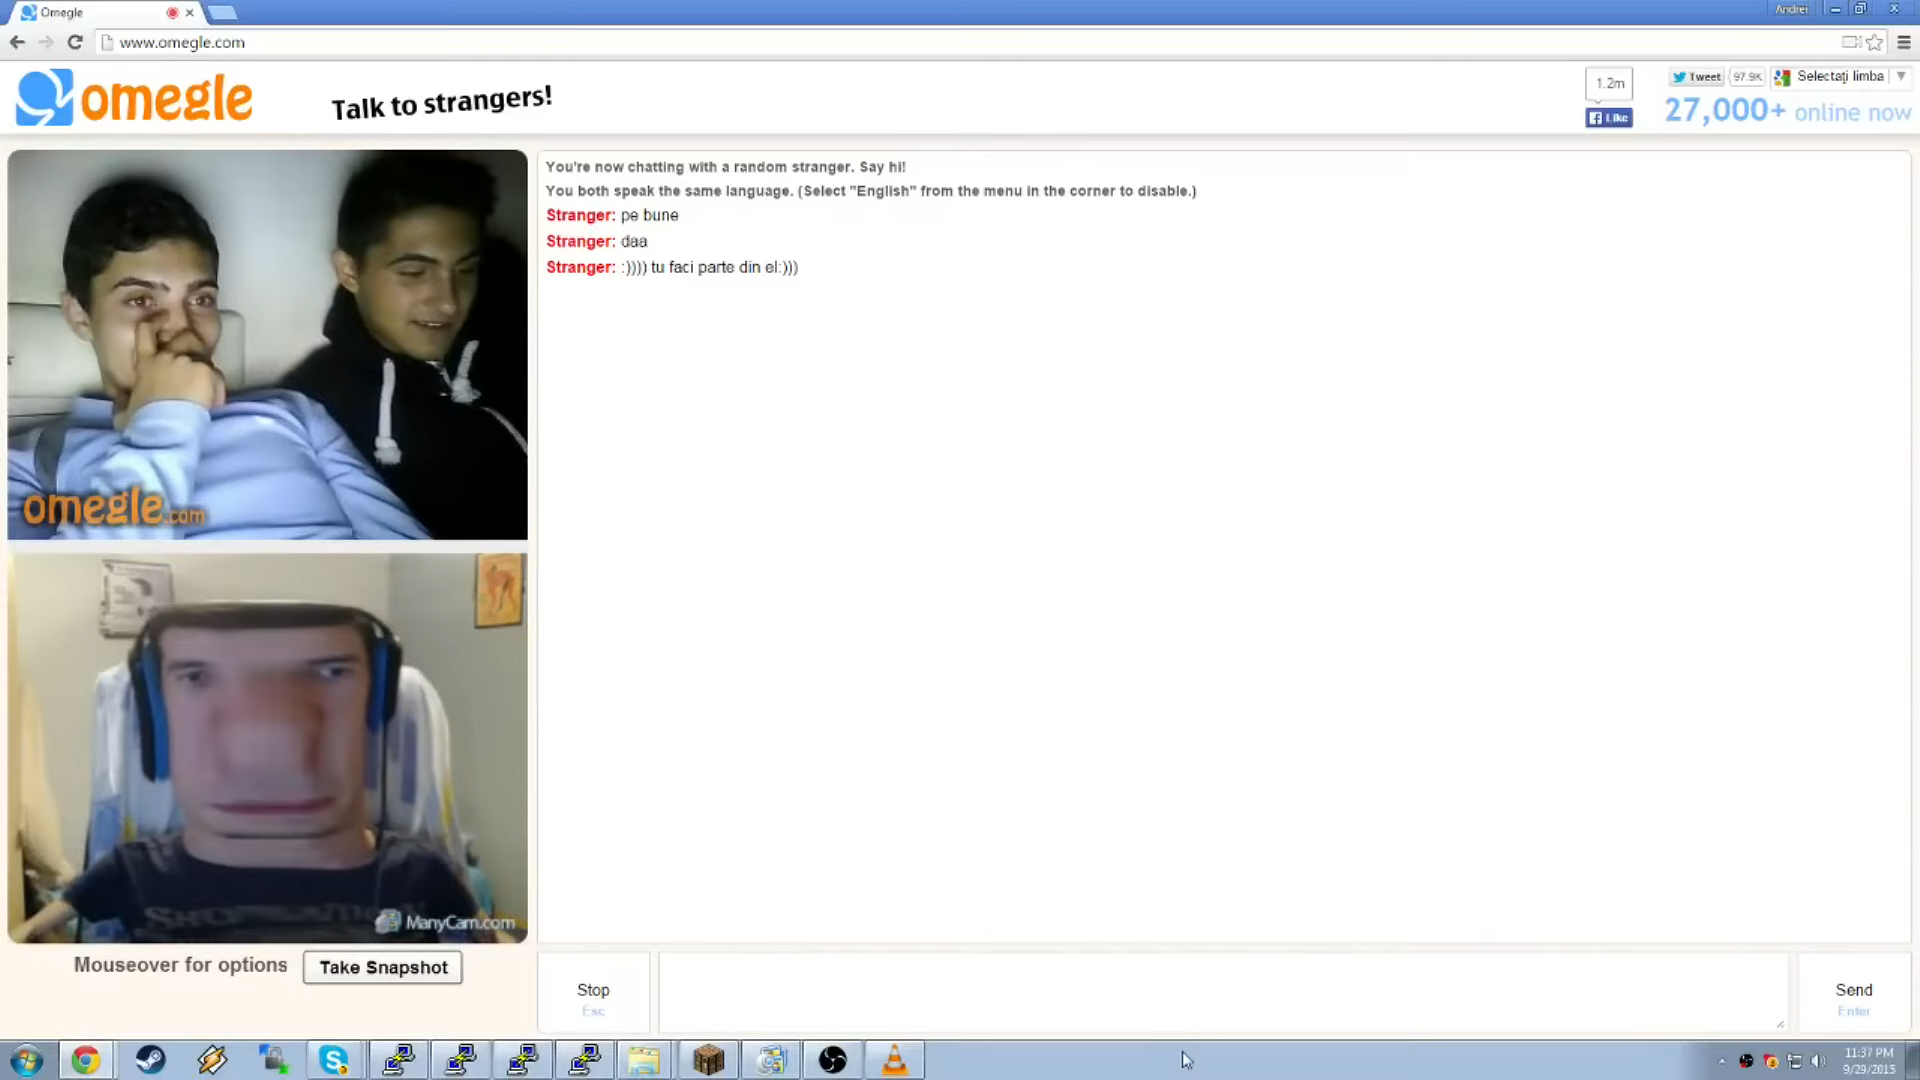 Omegle
Andrei
www.omegle.com
omegle
Talk to strangers!
1.2m
Like
Tweet
97.9K
Selectați limba
27,000+ online now
You're now chatting with a random stranger. Say hi!
You both speak the same language. (Select "English" from the menu in the corner to disable.)
Stranger: pe bune
Stranger: daa
Stranger: :)))) tu faci parte din el:)))
omegle.com
ManyCam.com
Mouseover for options
Take Snapshot
Stop
Esc
Send
Enter
11:37 PM
9/29/2015